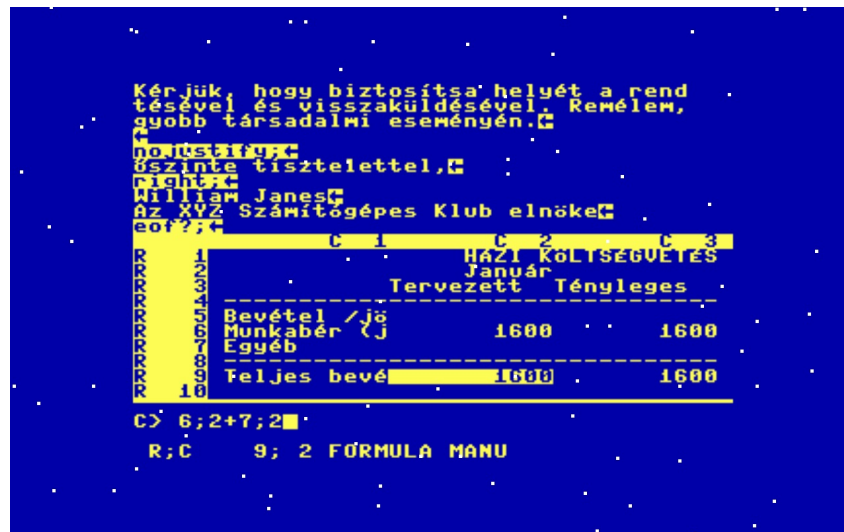 Kérjük, hogy biztosítsa helyét a rend
tésével és visszaküldésével. Remélem,
gyobb társadalmi eseményén.←
←
nojustify;←
őszinte tisztelettel,←
right;←
William Janes←
Az XYZ Számítógépes Klub elnöke←
eof?;←
C 1 C 2 C 3
R 1 HÁZI KöLTSÉGVETÉS
R 2 Január
R 3 Tervezett Tényleges
R 4 ------------------------------
R 5 Bevétel /jö
R 6 Munkabér (j 1600 1600
R 7 Egyéb
R 8 ------------------------------
R 9 Teljes bevé 1600 1600
R 10
C> 6;2+7;2
R;C 9; 2 FORMULA MANU